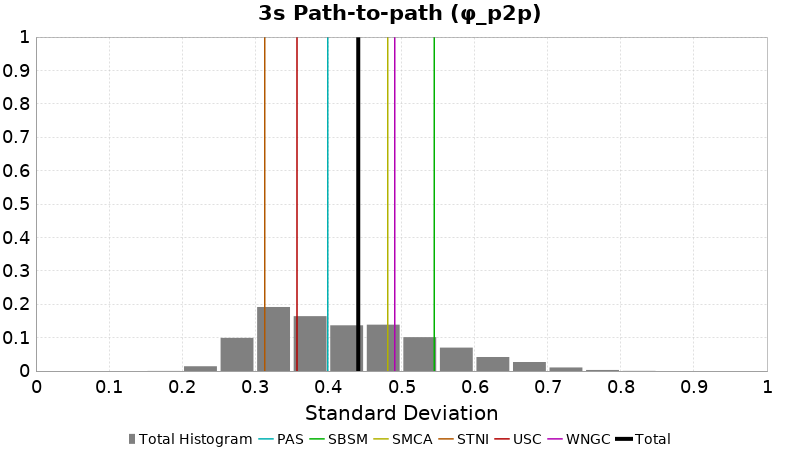 3s Path-to-path (φ_p2p)
1
0.9
0.8
0.7
0.6
0.5
0.4
0.3
0.2
0.1
0
0 0.1 0.2 0.3 0.4 0.5 0.6 0.7 0.8 0.9 1
Standard Deviation
Total Histogram PAS SBSM SMCA STNI USC WNGC Total